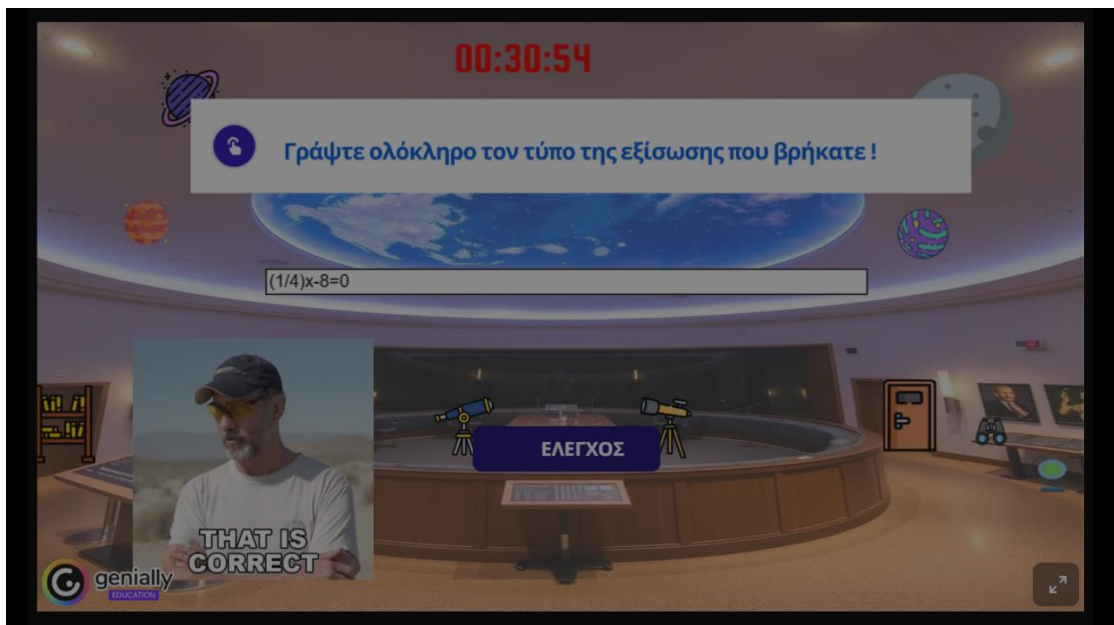 00:30:54
Γράψτε ολόκληρο τον τύπο της εξίσωσης που βρήκατε !
(1/4)x-8=0
ΕΛΕΓΧΟΣ
THAT IS
CORRECT
genially
EDUCATION